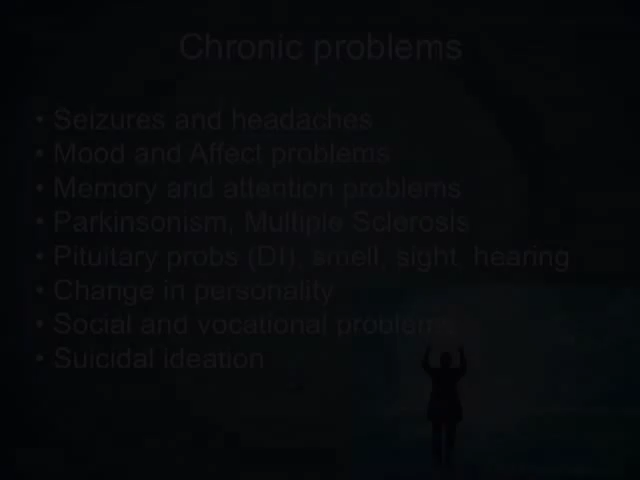 Chronic problems
• Seizures and headaches
• Mood and Affect problems
• Memory and attention problems
• Parkinsonism, Multiple Sclerosis
• Pituitary probs (DI), smell, sight, hearing
• Change in personality
• Social and vocational problems
• Suicidal ideation